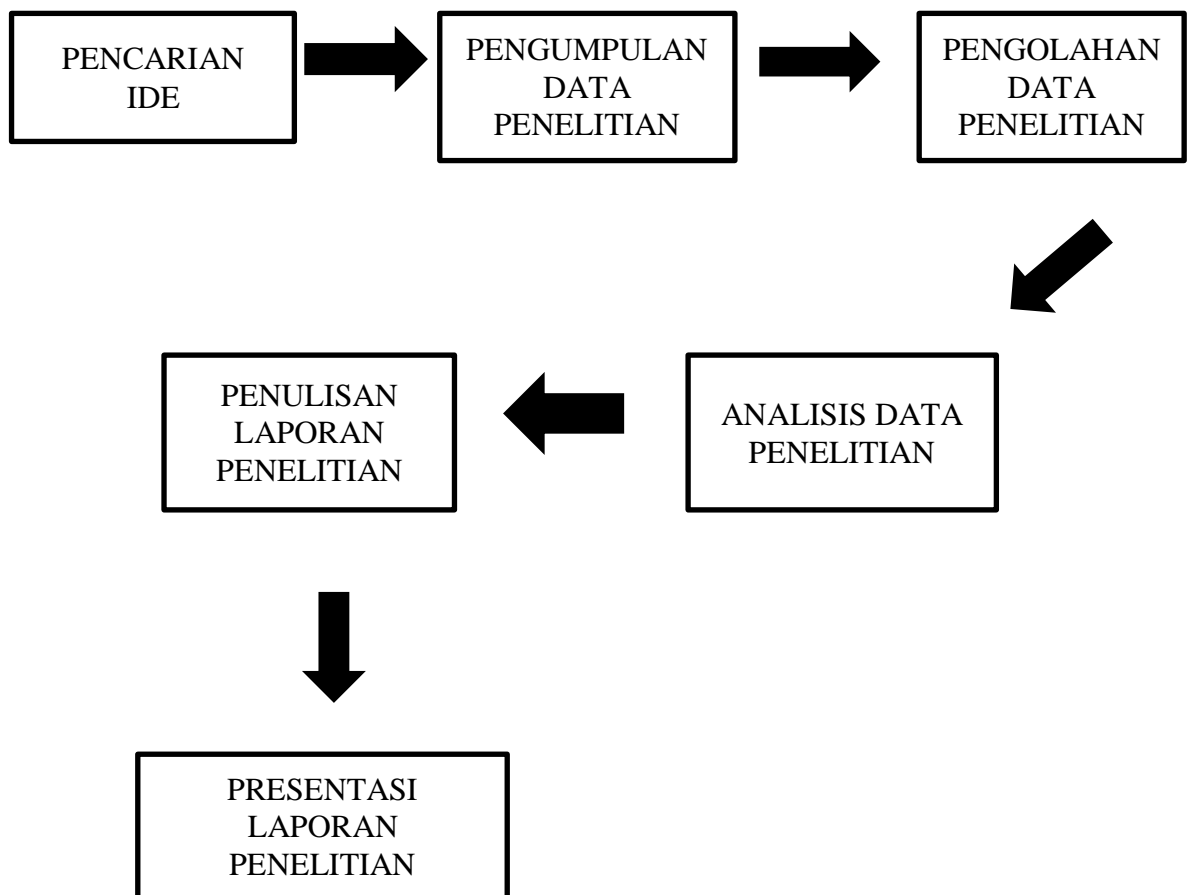 PENCARIAN
IDE
PENGUMPULAN
DATA
PENELITIAN
PENGOLAHAN
DATA
PENELITIAN
ANALISIS DATA
PENELITIAN
PENULISAN
LAPORAN
PENELITIAN
PRESENTASI
LAPORAN
PENELITIAN